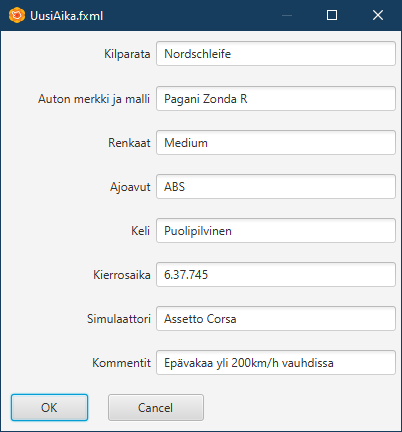 UusiAika.fxml
Kilparata Nordschleife
Auton merkki ja malli Pagani Zonda R
Renkaat Medium
Ajoavut ABS
Keli Puolipilvinen
Kierrosaika 6.37.745
Simulaattori Assetto Corsa
Kommentit Epävakaa yli 200km/h vauhdissa
OK Cancel